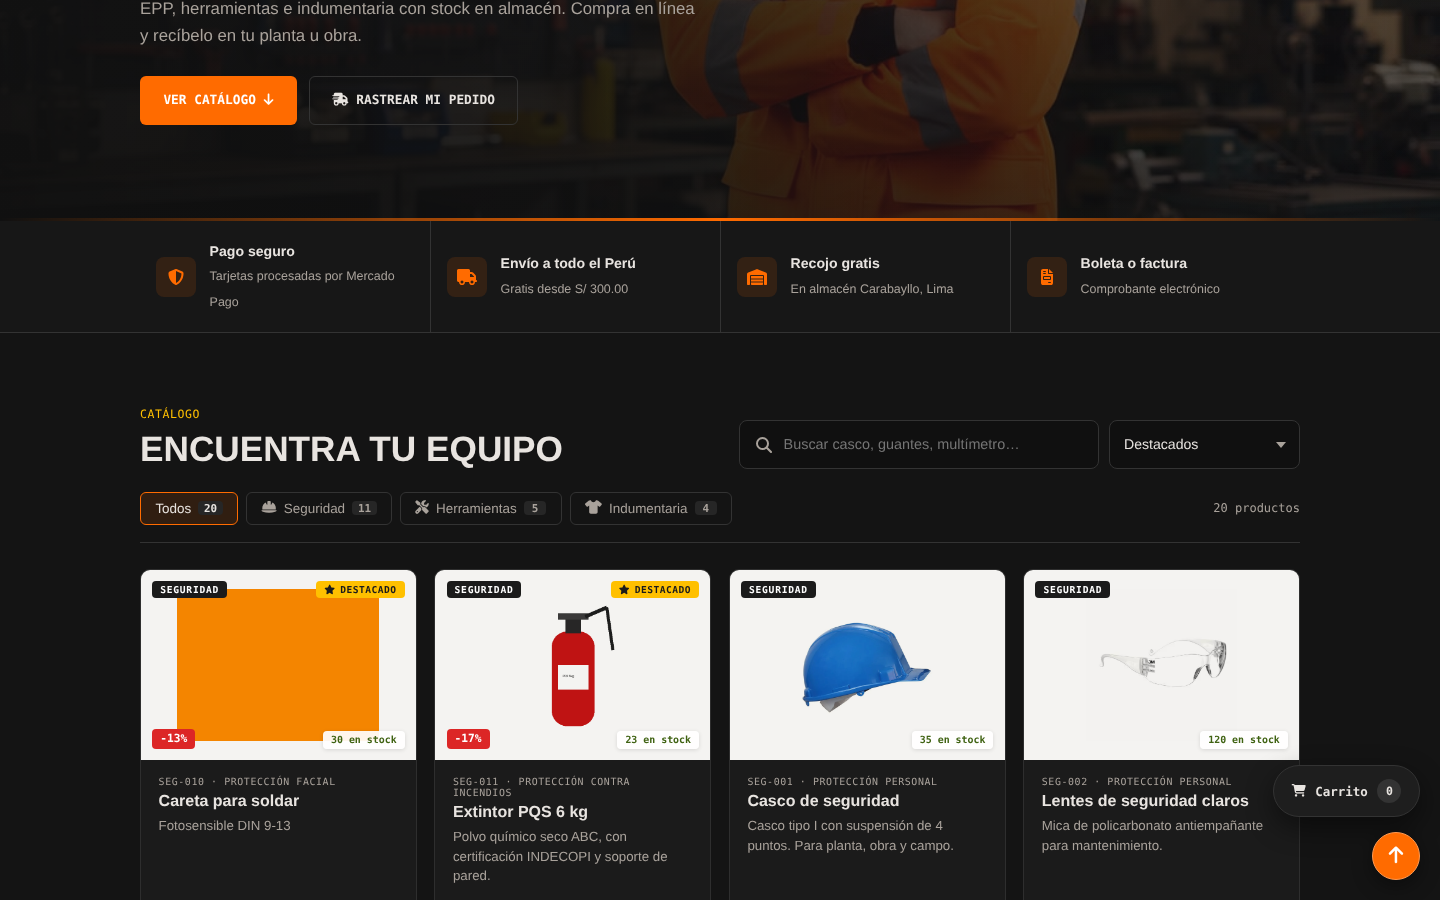 EPP, herramientas e indumentaria con stock en almacén. Compra en línea
y recíbelo en tu planta u obra.
VER CATÁLOGO
RASTREAR MI PEDIDO
Pago seguro
Tarjetas procesadas por Mercado
Pago
Envío a todo el Perú
Gratis desde S/ 300.00
Recojo gratis
En almacén Carabayllo, Lima
Boleta o factura
Comprobante electrónico
CATÁLOGO
ENCUENTRA TU EQUIPO
Buscar casco, guantes, multímetro…
Destacados
Todos 20
Seguridad 11
Herramientas 5
Indumentaria 4
20 productos
SEGURIDAD
DESTACADO
-13%
30 en stock
SEG-010 · PROTECCIÓN FACIAL
Careta para soldar
Fotosensible DIN 9-13
SEGURIDAD
DESTACADO
-17%
23 en stock
SEG-011 · PROTECCIÓN CONTRA
INCENDIOS
Extintor PQS 6 kg
Polvo químico seco ABC, con
certificación INDECOPI y soporte de
pared.
SEGURIDAD
35 en stock
SEG-001 · PROTECCIÓN PERSONAL
Casco de seguridad
Casco tipo I con suspensión de 4
puntos. Para planta, obra y campo.
SEGURIDAD
120 en stock
SEG-002 · PROTECCIÓN PERSONAL
Lentes de seguridad claros
Mica de policarbonato antiempañante
para mantenimiento.
Carrito 0